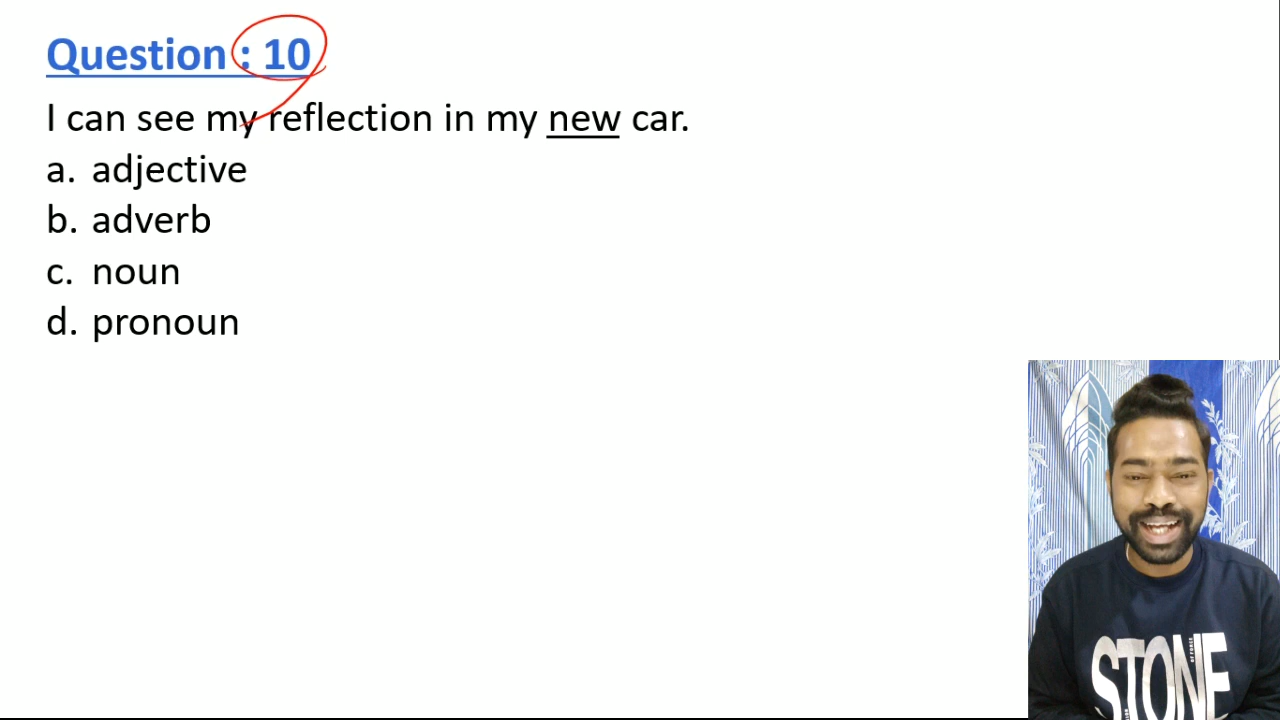 Question : 10
I can see my reflection in my new car.
a. adjective
b. adverb
c. noun
d. pronoun
STONE